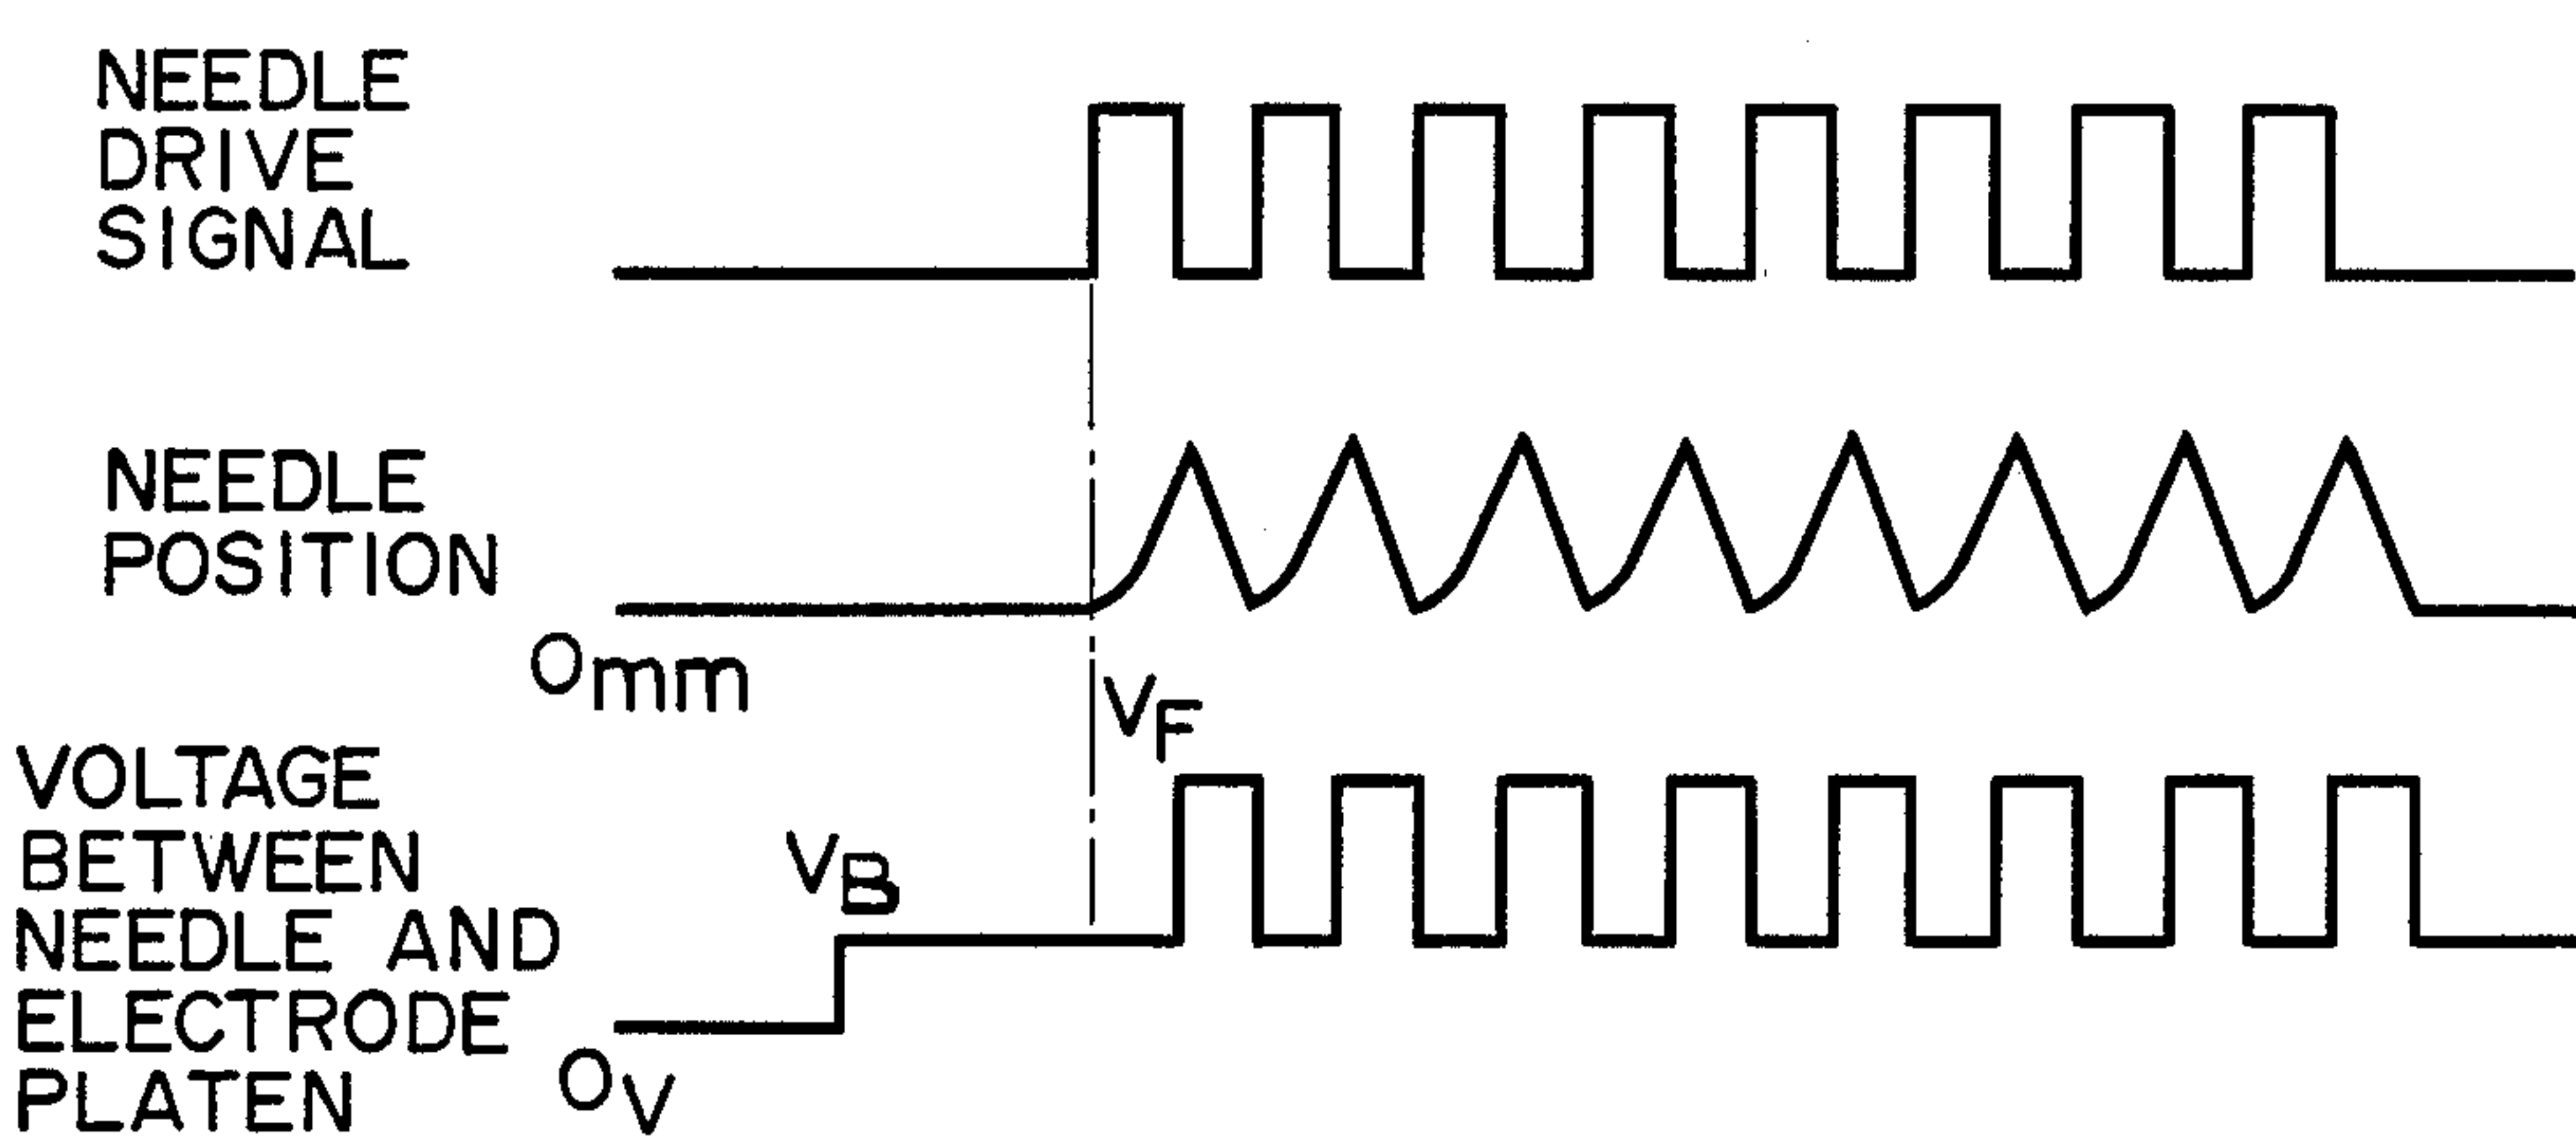 NEEDLE
DRIVE
SIGNAL
NEEDLE
POSITION
0mm
VF
VOLTAGE
BETWEEN
NEEDLE AND
ELECTRODE
PLATEN
VB
0V